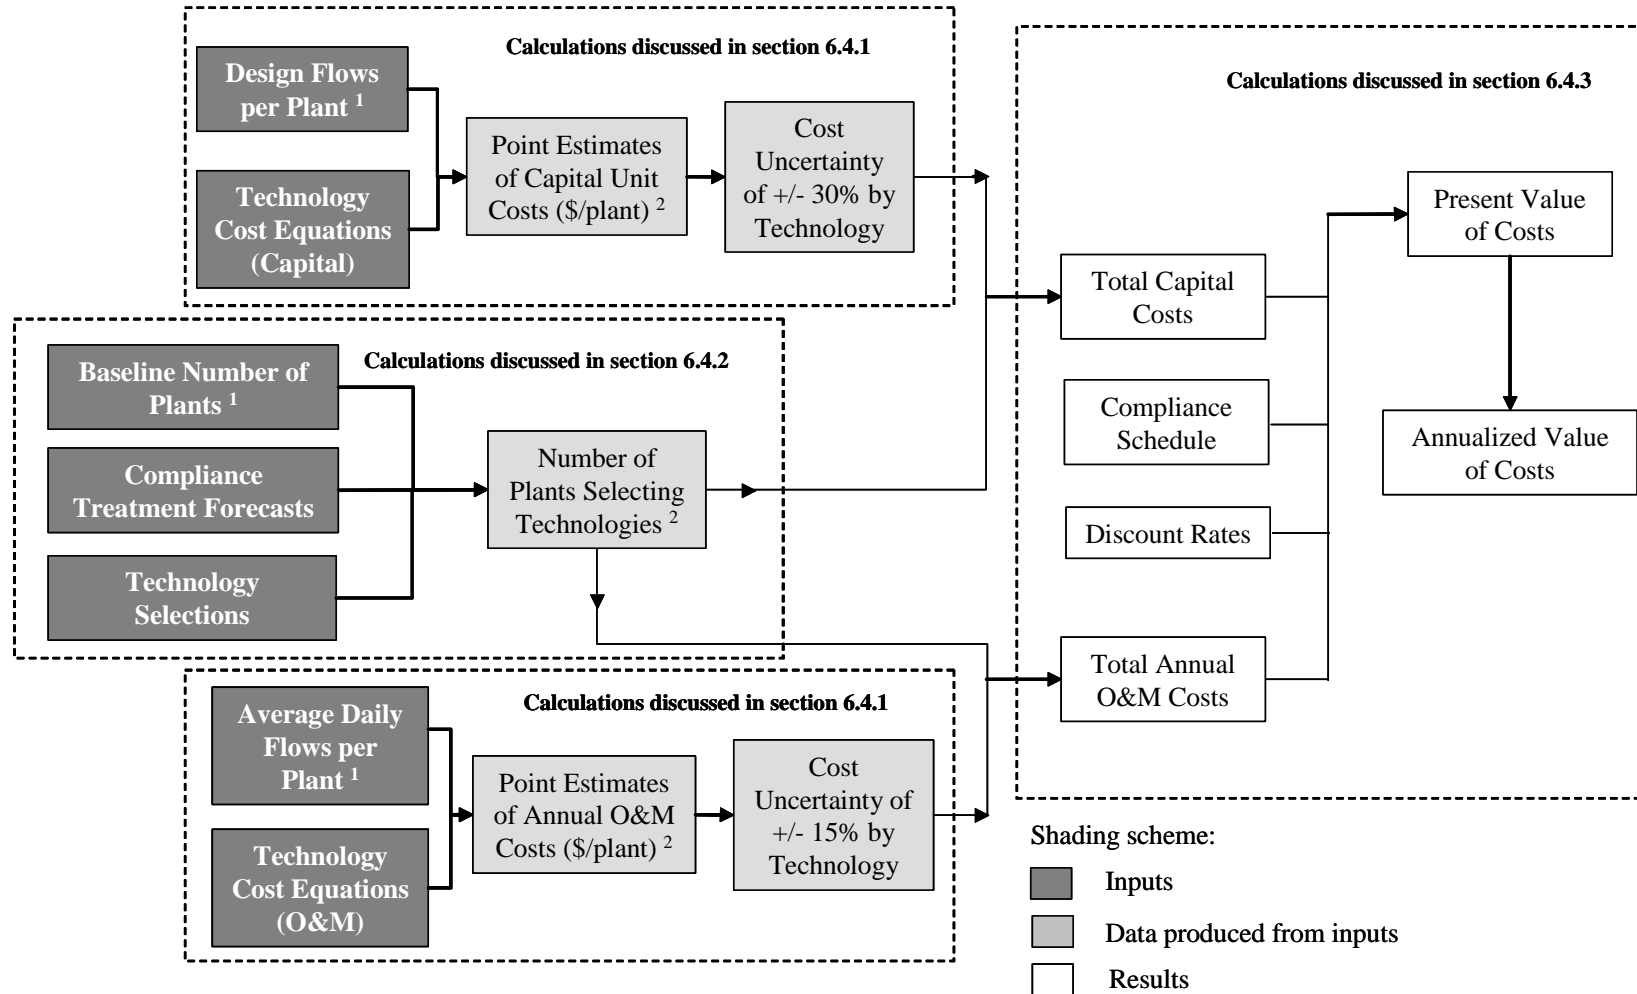 Calculations discussed in section 6.4.1
Design Flows
per Plant 1
Technology
Cost Equations
(Capital)
Point Estimates
of Capital Unit
Costs ($/plant) 2
Cost
Uncertainty
of +/- 30% by
Technology
Calculations discussed in section 6.4.2
Baseline Number of
Plants 1
Compliance
Treatment Forecasts
Technology
Selections
Number of
Plants Selecting
Technologies 2
Calculations discussed in section 6.4.1
Average Daily
Flows per
Plant 1
Technology
Cost Equations
(O&M)
Point Estimates
of Annual O&M
Costs ($/plant) 2
Cost
Uncertainty of
+/- 15% by
Technology
Calculations discussed in section 6.4.3
Total Capital
Costs
Compliance
Schedule
Discount Rates
Total Annual
O&M Costs
Present Value
of Costs
Annualized Value
of Costs
Shading scheme:
Inputs
Data produced from inputs
Results